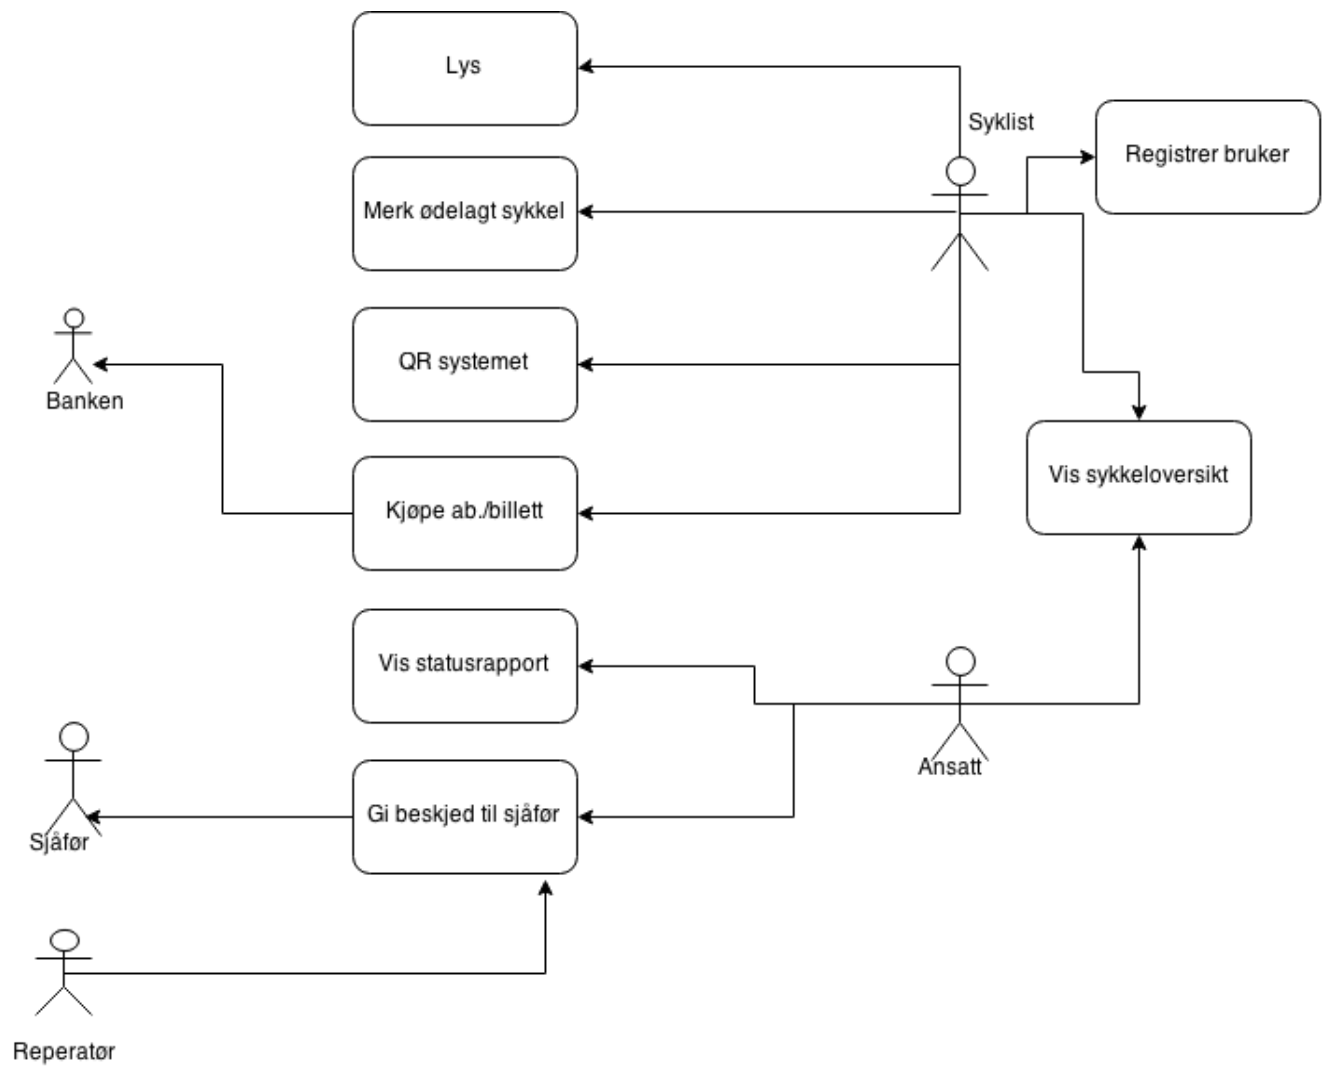 Lys
Syklist
Registrer bruker
Merk ødelagt sykkel
QR systemet
Banken
Vis sykkeloversikt
Kjøpe ab./billett
Vis statusrapport
Ansatt
Gi beskjed til sjåfør
Sjåfør
Reperatør